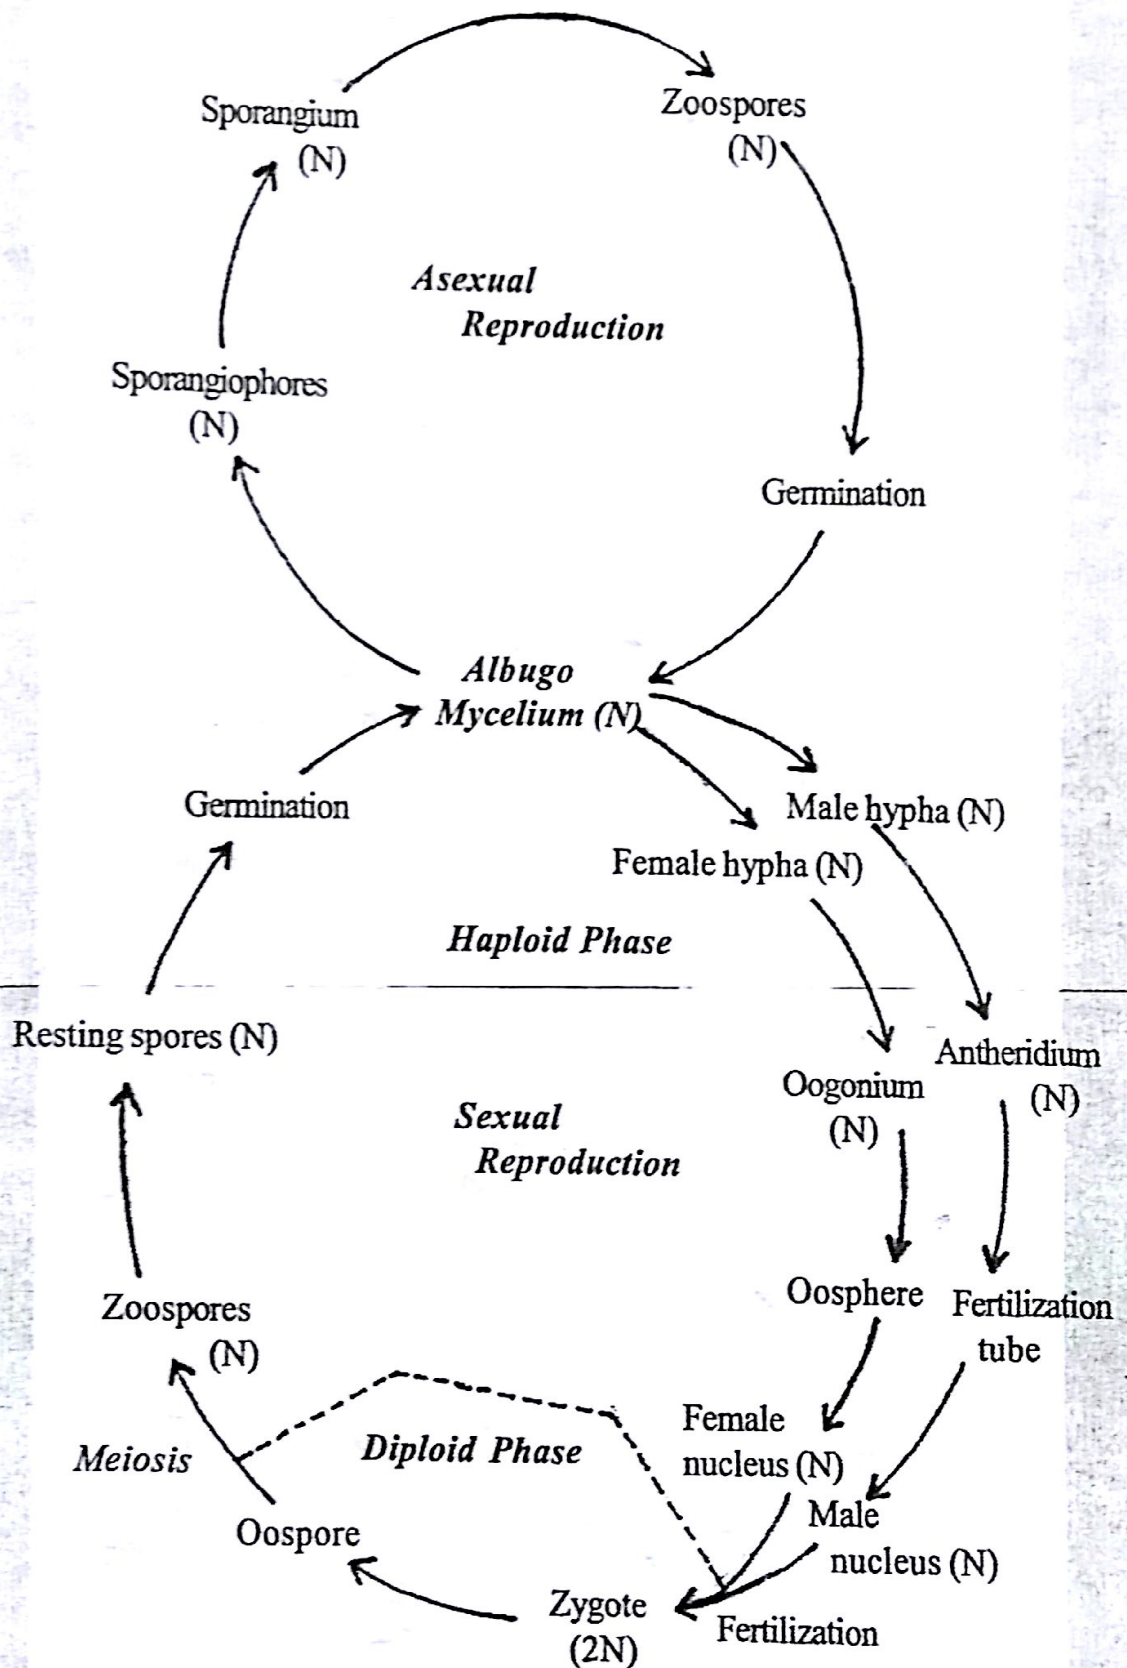 Sporangium
(N)
Zoospores
(N)
Asexual
Reproduction
Sporangiophores
(N)
Germination
Albugo
Mycelium (N)
Germination
Male hypha (N)
Female hypha (N)
Haploid Phase
Resting spores (N)
Antheridium
(N)
Oogonium
(N)
Sexual
Reproduction
Oosphere
Fertilization
tube
Zoospores
(N)
Female
nucleus (N)
Meiosis
Diploid Phase
Male
nucleus (N)
Oospore
Zygote
(2N)
Fertilization